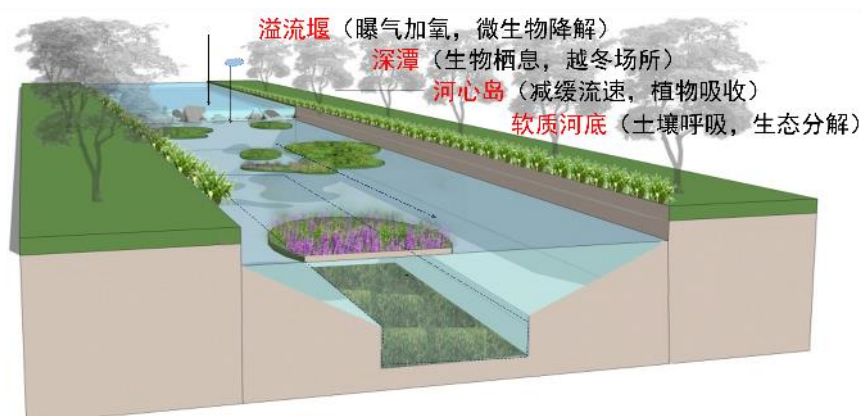 溢流堰（曝气加氧，微生物降解）
深潭（生物栖息，越冬场所）
河心岛（减缓流速，植物吸收）
软质河底（土壤呼吸，生态分解）